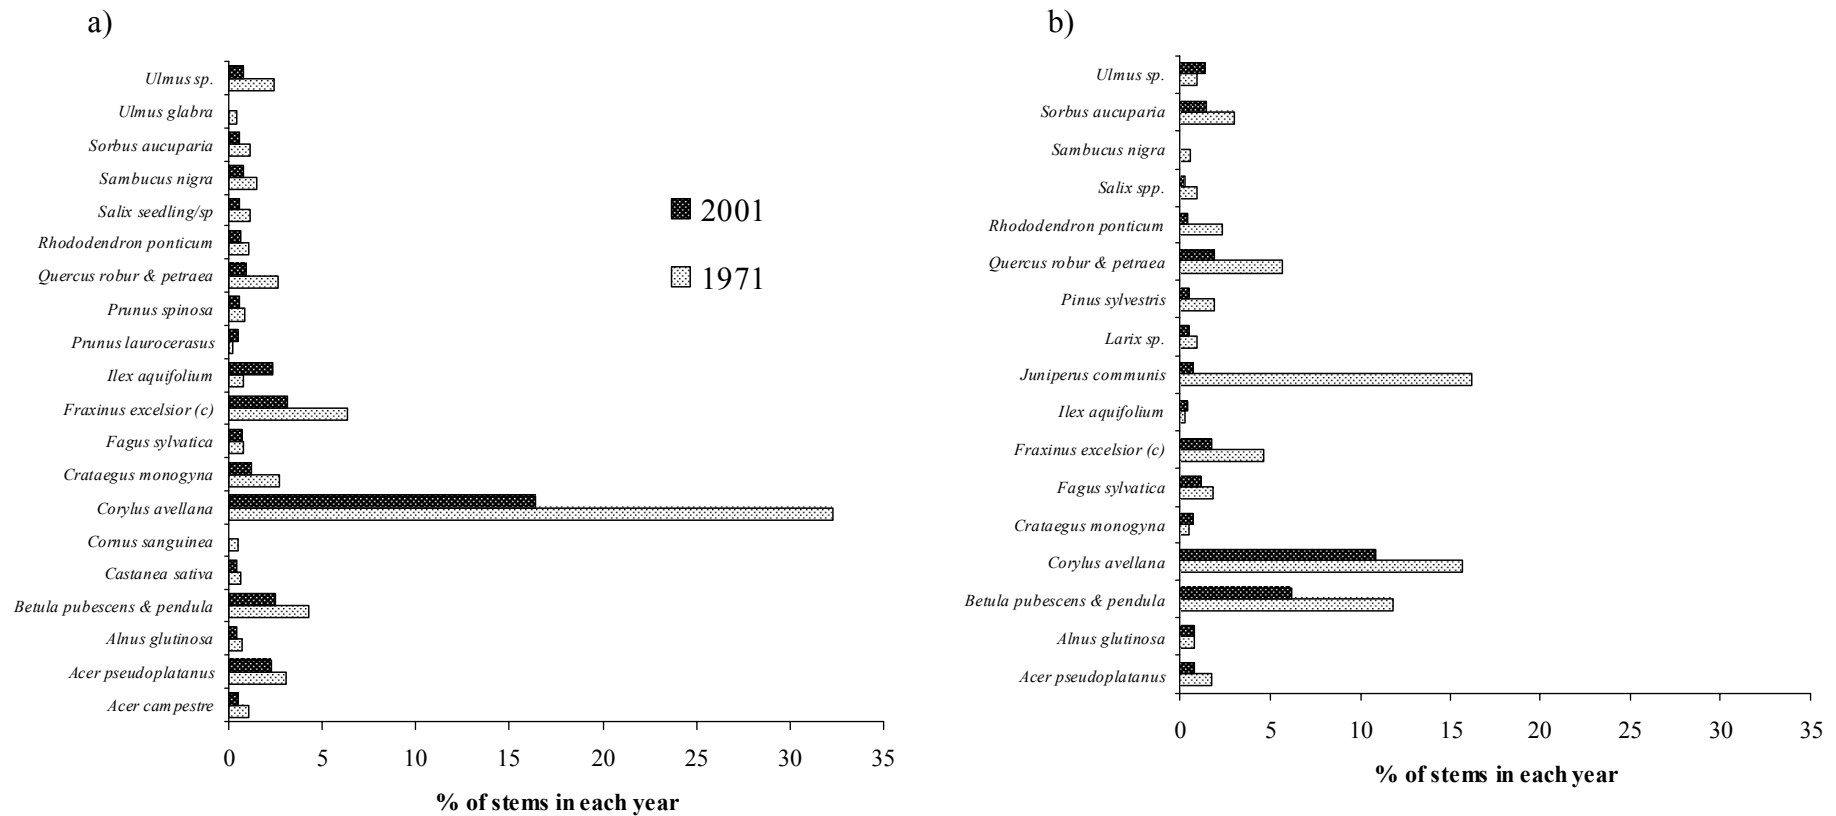 a)
Ulmus sp.
Ulmus glabra
Sorbus aucuparia
Sambucus nigra
Salix seedling/sp
Rhododendron ponticum
Quercus robur & petraea
Prunus spinosa
Prunus laurocerasus
Ilex aquifolium
Fraxinus excelsior (c)
Fagus sylvatica
Crataegus monogyna
Corylus avellana
Cornus sanguinea
Castanea sativa
Betula pubescens & pendula
Alnus glutinosa
Acer pseudoplatanus
Acer campestre
0 5 10 15 20 25 30 35
% of stems in each year
2001
1971
b)
Ulmus sp.
Sorbus aucuparia
Sambucus nigra
Salix spp.
Rhododendron ponticum
Quercus robur & petraea
Pinus sylvestris
Larix sp.
Juniperus communis
Ilex aquifolium
Fraxinus excelsior (c)
Fagus sylvatica
Crataegus monogyna
Corylus avellana
Betula pubescens & pendula
Alnus glutinosa
Acer pseudoplatanus
0 5 10 15 20 25 30 35
% of stems in each year